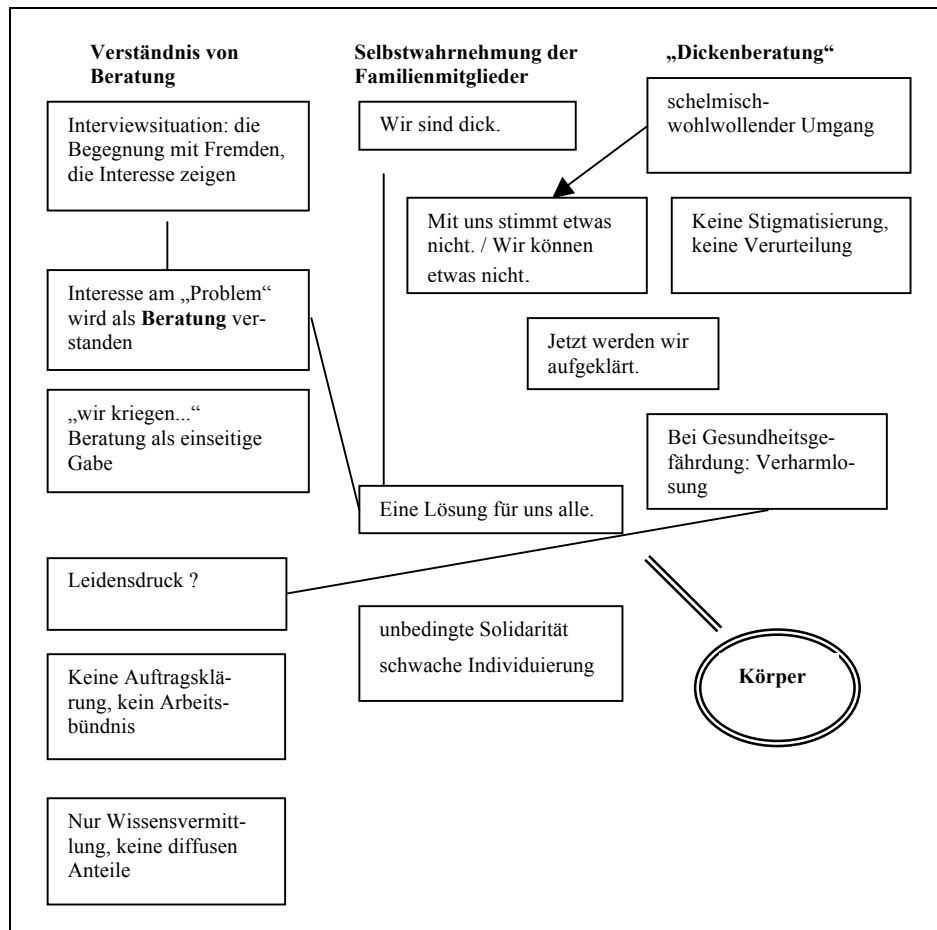 Verständnis von
Beratung
Interviewsituation: die
Begegnung mit Fremden,
die Interesse zeigen
Interesse am „Problem“
wird als Beratung ver-
standen
„wir kriegen...“
Beratung als einseitige
Gabe
Leidensdruck ?
Keine Auftragsklä-
rung, kein Arbeits-
bündnis
Nur Wissensvermitt-
lung, keine diffusen
Anteile
Selbstwahrnehmung der
Familienmitglieder
Wir sind dick.
Mit uns stimmt etwas
nicht. / Wir können
etwas nicht.
Jetzt werden wir
aufgeklärt.
Eine Lösung für uns alle.
unbedingte Solidarität
schwache Individuierung
„Dickenberatung“
schelmisch-
wohlwollender Umgang
Keine Stigmatisierung,
keine Verurteilung
Bei Gesundheitsge-
fährdung: Verharmlo-
sung
Körper